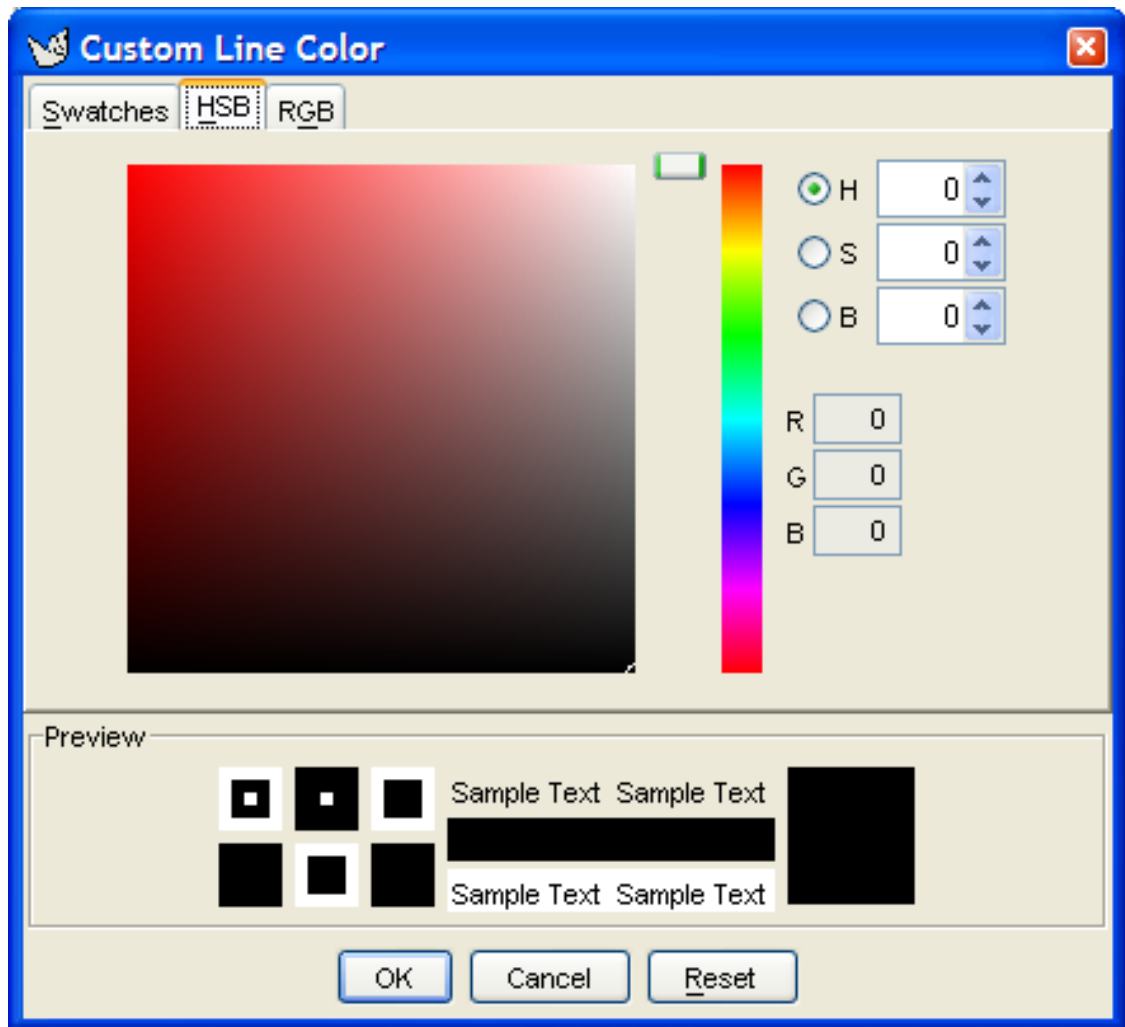 Custom Line Color
Swatches HSB RGB
H 0
S 0
B 0
R 0
G 0
B 0
Preview
Sample Text Sample Text
Sample Text Sample Text
OK Cancel Reset